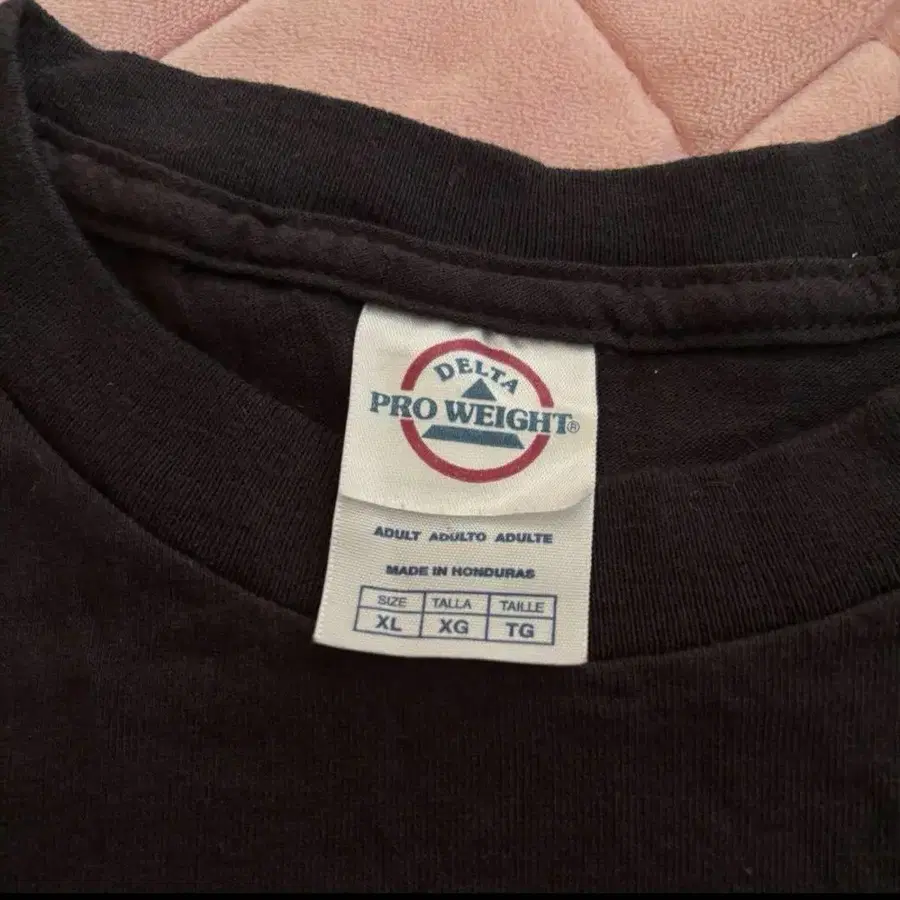 DELTA
PRO WEIGHT®
ADULT ADULTO ADULTE
MADE IN HONDURAS
SIZE TALLA TAILLE
XL XG TG